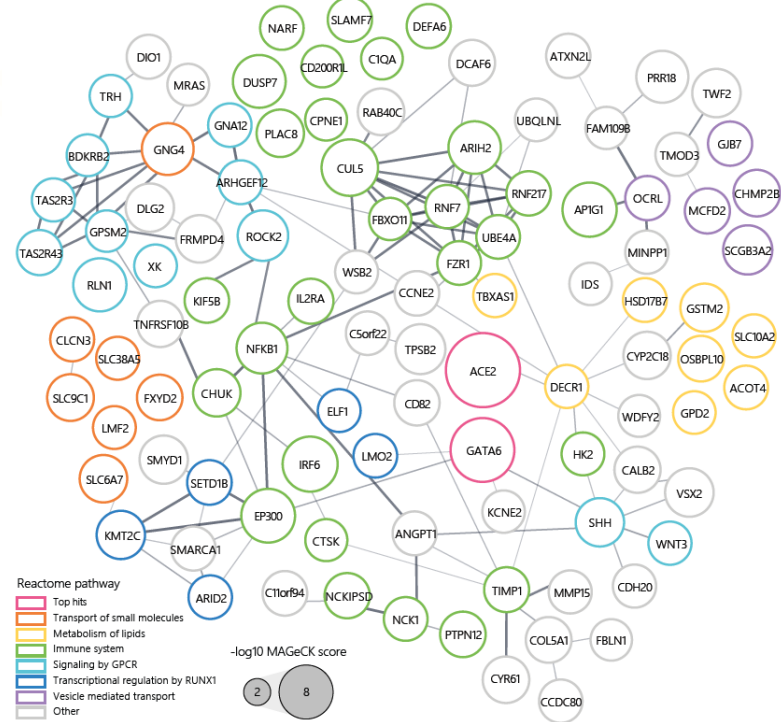 NARF
SLAMF7
DEFA6
DIO1
CD200R1L
C1QA
DCAF6
ATXN2L
PRR18
TRH
MRAS
DUSP7
TWF2
RAB40C
UBQLNL
GNA12
PLAC8
CPNE1
FAM109B
GJB7
BDKRB2
GNG4
ARIH2
TMOD3
CUL5
ARHGEF12
TAS2R3
RNF217
OCRL
CHMP2B
DLG2
RNF7
AP1G1
MCFD2
FBXO11
GPSM2
FRMPD4
ROCK2
UBE4A
TAS2R43
SCGB3A2
MINPP1
XK
FZR1
WSB2
RLN1
IDS
CCNE2
TBXAS1
KIF5B
IL2RA
HSD17B7
GSTM2
TNFRSF10B
C5orf22
SLC10A2
CLCN3
NFKB1
TPSB2
CYP2C18
OSBPL10
SLC38A5
ACE2
DECR1
ACOT4
SLC9C1
FXYD2
CHUK
CD82
ELF1
WDFY2
GPD2
LMF2
GATA6
HK2
SMYD1
IRF6
LMO2
CALB2
SLC6A7
SETD1B
VSX2
KCNE2
EP300
SHH
KMT2C
ANGPT1
CTSK
WNT3
SMARCA1
CDH20
Reactome pathway
ARID2
C11orf94
NCKIPSD
TIMP1
MMP15
Top hits
Transport of small molecules
NCK1
Metabolism of lipids
PTPN12
COL5A1
FBLN1
Immune system
-log10 MAGeCK score
Signaling by GPCR
CYR61
Transcriptional regulation by RUNX1
2 8
Vesicle mediated transport
CCDC80
Other